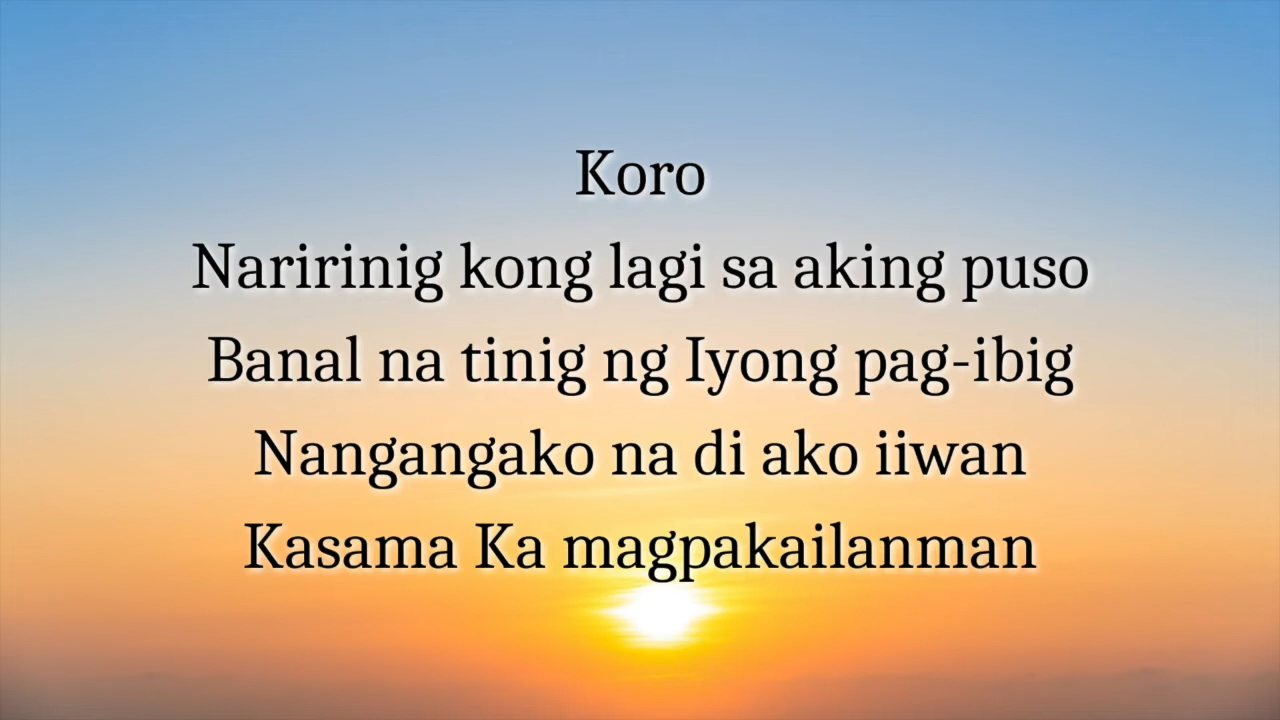 Koro
Naririnig kong lagi sa aking puso
Banal na tinig ng Iyong pag-ibig
Nangangako na di ako iiwan
Kasama Ka magpakailanman